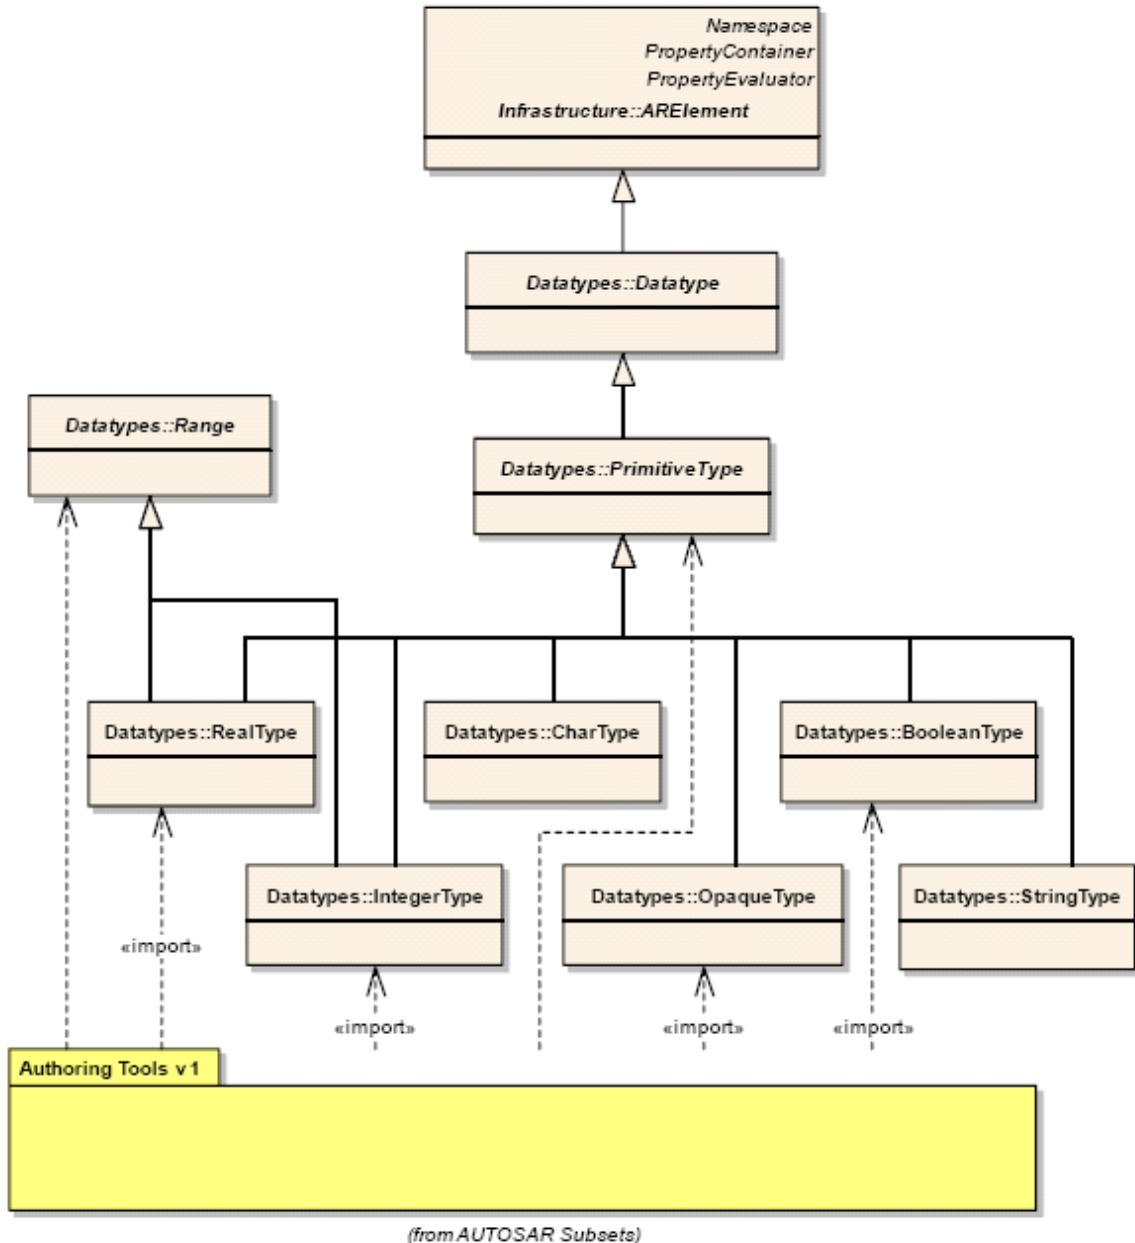 Namespace
PropertyContainer
PropertyEvaluator
Infrastructure::ARElement
Datatypes::Datatype
Datatypes::Range
Datatypes::PrimitiveType
Datatypes::RealType
Datatypes::CharType
Datatypes::BooleanType
Datatypes::IntegerType
Datatypes::OpaqueType
Datatypes::StringType
«import»
«import»
«import»
«import»
Authoring Tools v1
(from AUTOSAR Subsets)